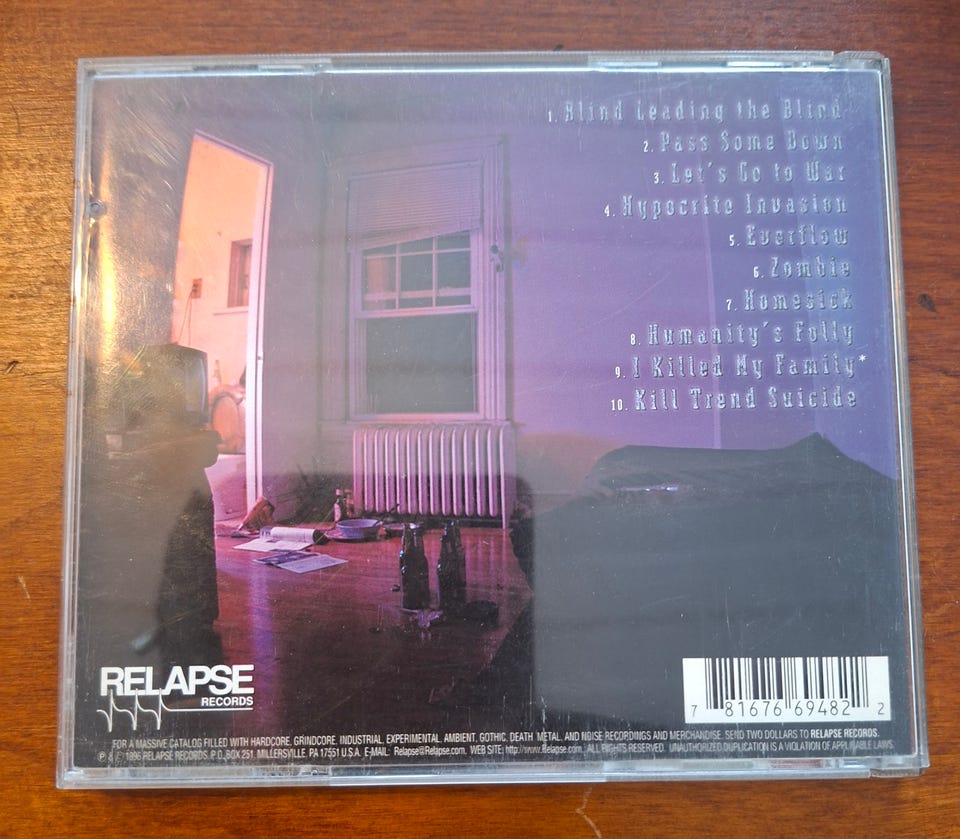 1. Blind Leading the Blind
2. Pass Some Down
3. Let's Go to War
4. Hypocrite Invasion
5. Everflow
6. Zombie
7. Homesick
8. Humanity's Folly
9. I Killed My Family*
10. Kill Trend Suicide
RELAPSE
RECORDS
7 81676 69482 2
FOR A MASSIVE CATALOG FILLED WITH HARDCORE, GRINDCORE, INDUSTRIAL, EXPERIMENTAL, AMBIENT, GOTHIC, DEATH, METAL, AND NOISE RECORDINGS AND MERCHANDISE, SEND TWO DOLLARS TO RELAPSE RECORDS.
℗ & © 1996 RELAPSE RECORDS, P.O. BOX 251, MILLERSVILLE, PA 17551 U.S.A. E-MAIL: Relapse@Relapse.com, WEB SITE: http://www.Relapse.com. ALL RIGHTS RESERVED. UNAUTHORIZED DUPLICATION IS A VIOLATION OF APPLICABLE LAWS.